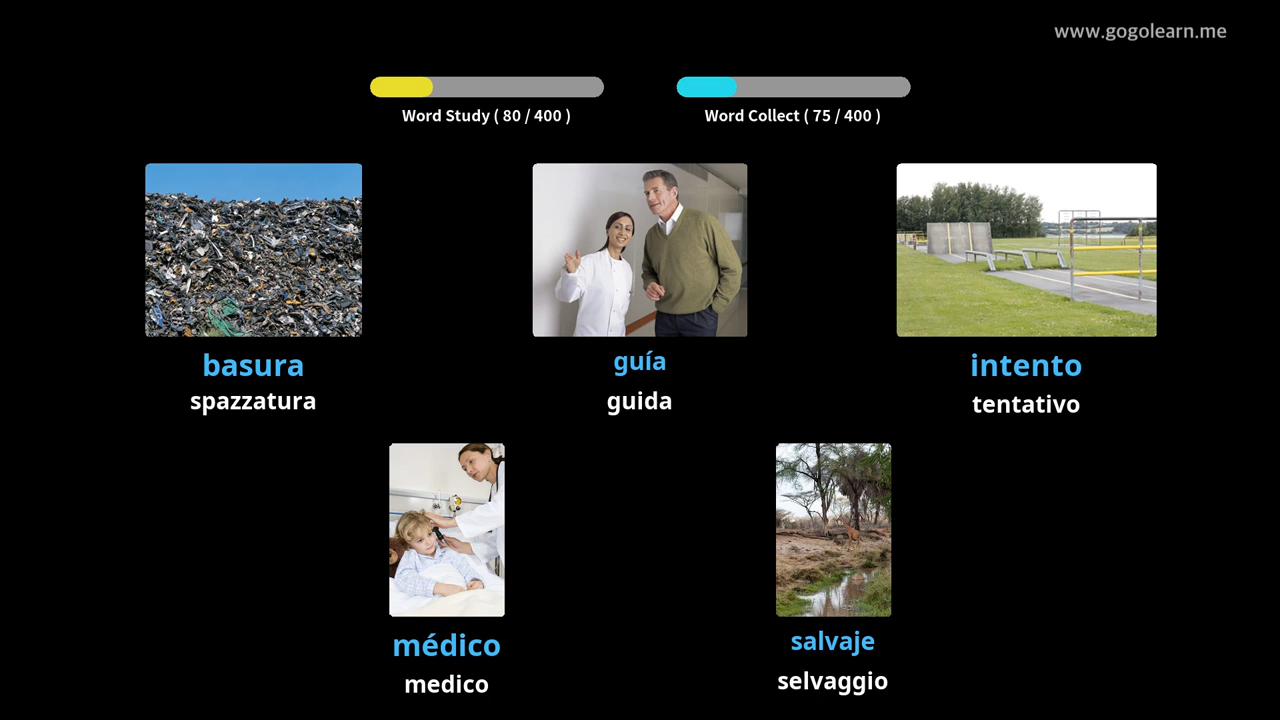 www.gogolearn.me
Word Study ( 80 / 400 )
Word Collect ( 75 / 400 )
basura
spazzatura
guía
guida
intento
tentativo
médico
medico
salvaje
selvaggio